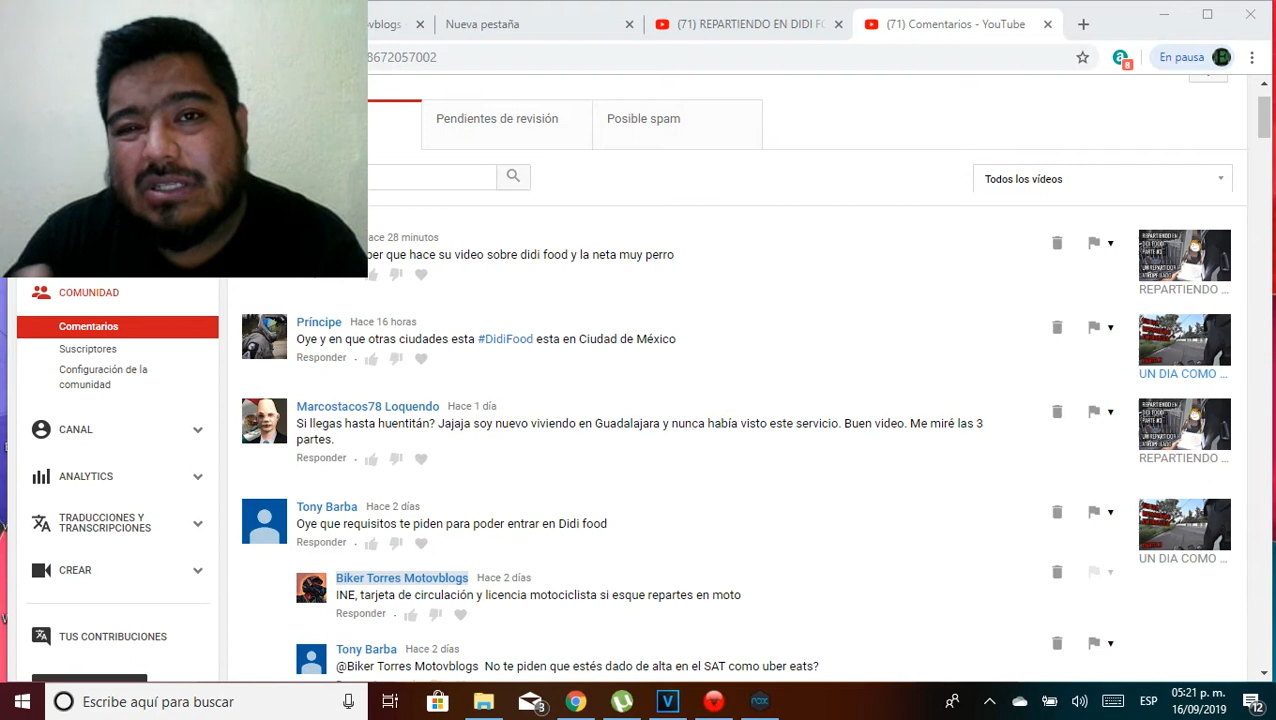 ovblogs
Nueva pestaña
(71) REPARTIENDO EN DIDI F
(71) Comentarios - YouTube
8672057002
8
En pausa
Pendientes de revisión
Posible spam
Todos los vídeos
ace 28 minutos
per que hace su video sobre didi food y la neta muy perro
REPARTIENDO ...
COMUNIDAD
Comentarios
Suscriptores
Configuración de la
comunidad
CANAL
ANALYTICS
TRADUCCIONES Y
TRANSCRIPCIONES
CREAR
TUS CONTRIBUCIONES
Príncipe Hace 16 horas
Oye y en que otras ciudades esta #DidiFood esta en Ciudad de México
Responder
UN DIA COMO ...
Marcostacos78 Loquendo Hace 1 día
Si llegas hasta huentitán? Jajaja soy nuevo viviendo en Guadalajara y nunca había visto este servicio. Buen video. Me miré las 3
partes.
Responder
REPARTIENDO ...
Tony Barba Hace 2 días
Oye que requisitos te piden para poder entrar en Didi food
Responder
UN DIA COMO ...
Biker Torres Motovblogs Hace 2 días
INE, tarjeta de circulación y licencia motociclista si esque repartes en moto
Responder
Tony Barba Hace 2 días
@Biker Torres Motovblogs No te piden que estés dado de alta en el SAT como uber eats?
Escribe aquí para buscar
3
ESP
05:21 p. m.
16/09/2019
12